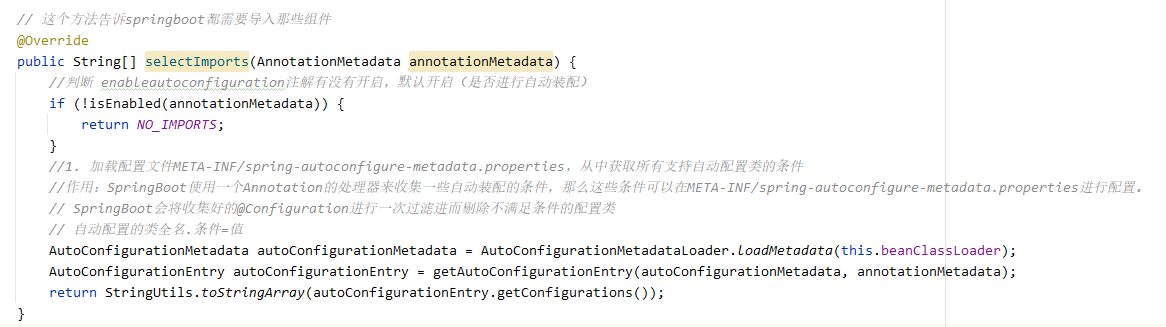 // 这个方法告诉springboot都需要导入那些组件
@Override
public String[] selectImports(AnnotationMetadata annotationMetadata) {
//判断 enableautoconfiguration注解有没有开启，默认开启（是否进行自动装配）
if (!isEnabled(annotationMetadata)) {
return NO_IMPORTS;
}
//1. 加载配置文件META-INF/spring-autoconfigure-metadata.properties，从中获取所有支持自动配置类的条件
//作用：SpringBoot使用一个Annotation的处理器来收集一些自动装配的条件，那么这些条件可以在META-INF/spring-autoconfigure-metadata.properties进行配置。
// SpringBoot会将收集好的@Configuration进行一次过滤进而剔除不满足条件的配置类
// 自动配置的类全名.条件=值
AutoConfigurationMetadata autoConfigurationMetadata = AutoConfigurationMetadataLoader.loadMetadata(this.beanClassLoader);
AutoConfigurationEntry autoConfigurationEntry = getAutoConfigurationEntry(autoConfigurationMetadata, annotationMetadata);
return StringUtils.toStringArray(autoConfigurationEntry.getConfigurations());
}